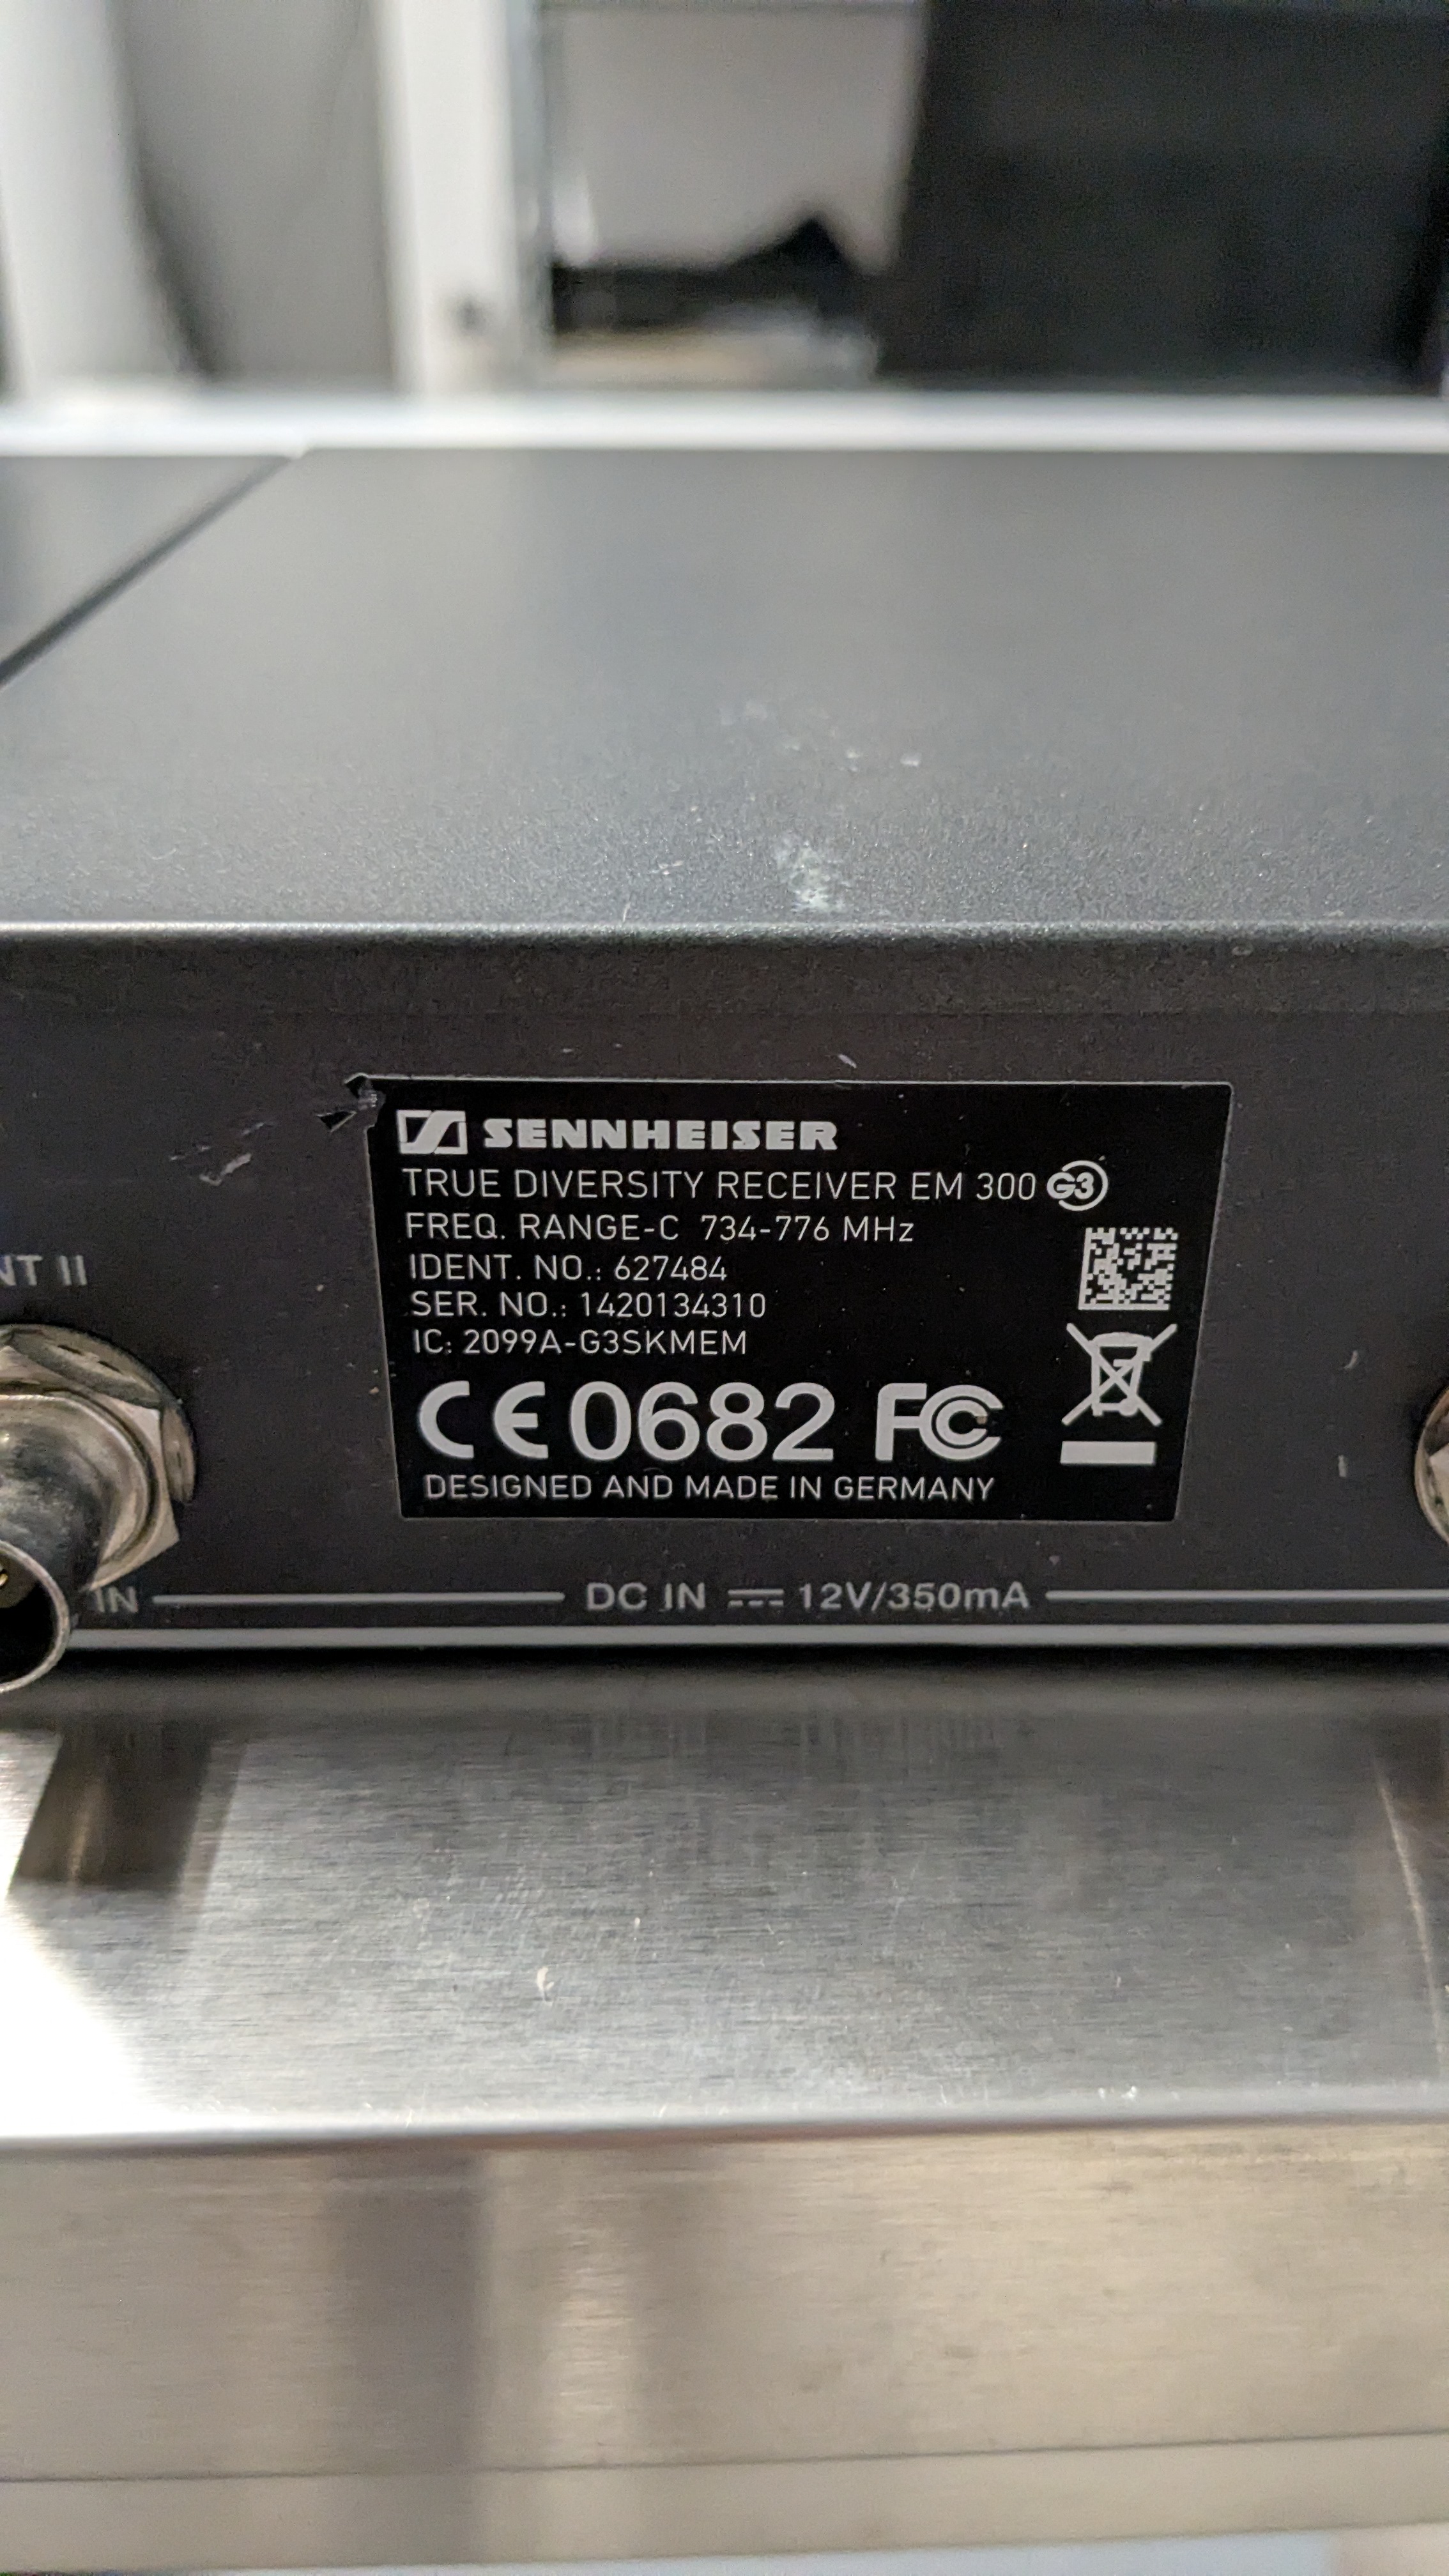 SENNHEISER
TRUE DIVERSITY RECEIVER EM 300 G3
FREQ. RANGE-C 734-776 MHz
IDENT. NO.: 627484
SER. NO.: 1420134310
IC: 2099A-G3SKMEM
CE 0682 FC
DESIGNED AND MADE IN GERMANY
NT II
IN
DC IN 12V/350mA